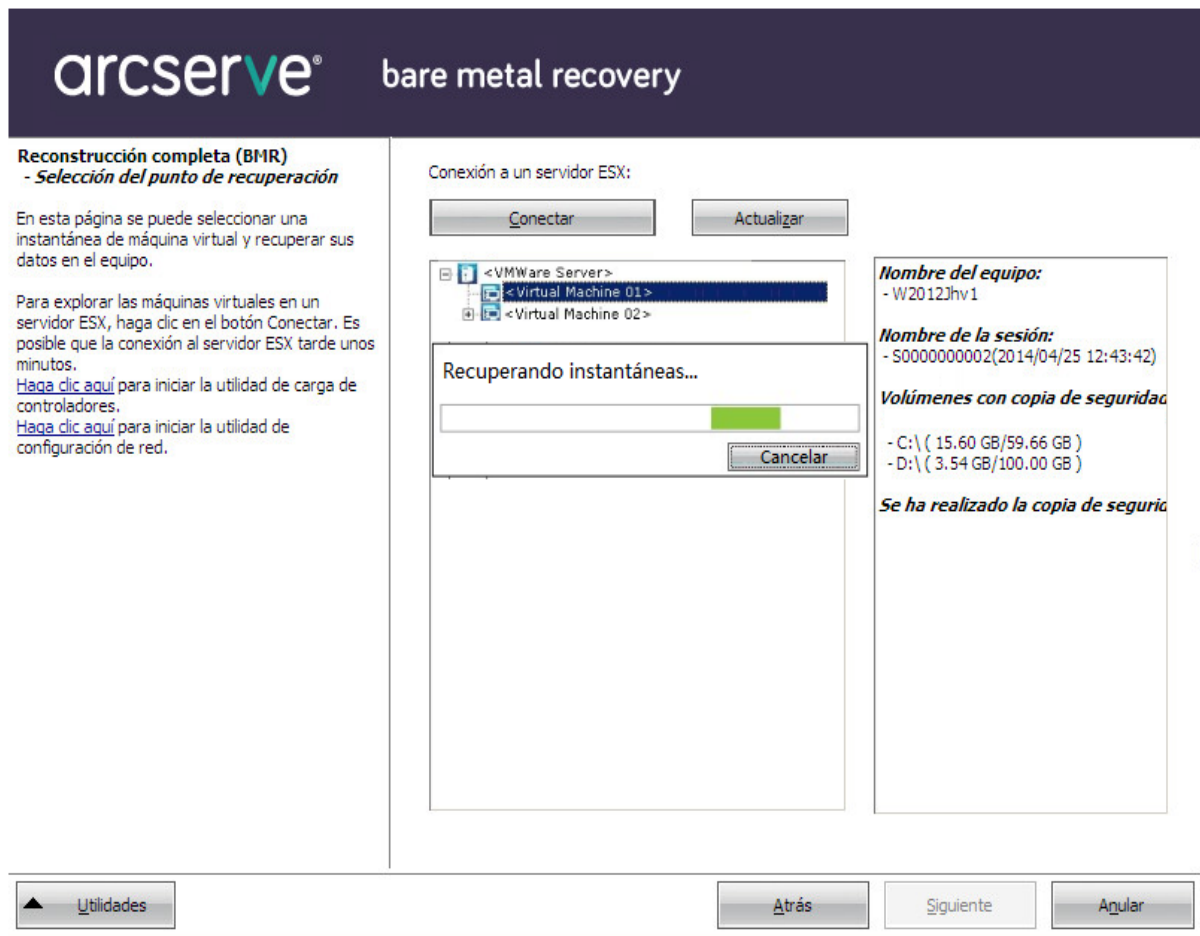 arcserve® bare metal recovery
Reconstrucción completa (BMR)
- Selección del punto de recuperación
En esta página se puede seleccionar una
instantánea de máquina virtual y recuperar sus
datos en el equipo.
Para explorar las máquinas virtuales en un
servidor ESX, haga clic en el botón Conectar. Es
posible que la conexión al servidor ESX tarde unos
minutos.
Haga clic aquí para iniciar la utilidad de carga de
controladores.
Haga clic aquí para iniciar la utilidad de
configuración de red.
Conexión a un servidor ESX:
Conectar
Actualizar
<VMWare Server>
<Virtual Machine 01>
<Virtual Machine 02>
Recuperando instantáneas...
Cancelar
Nombre del equipo:
- W2012Jhv1
Nombre de la sesión:
- S0000000002(2014/04/25 12:43:42)
Volúmenes con copia de seguridad
- C:\ ( 15.60 GB/59.66 GB )
- D:\ ( 3.54 GB/100.00 GB )
Se ha realizado la copia de segurid
Utilidades
Atrás
Siguiente
Anular